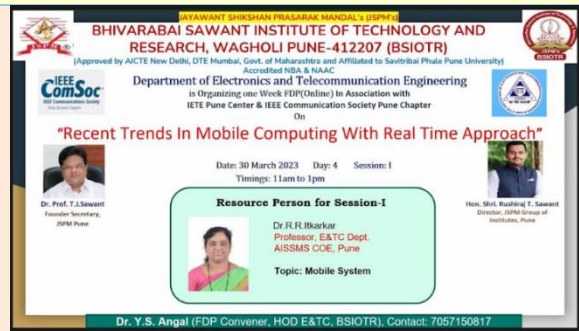 JAYAWANT SHIKSHAN PRASARAK MANDAL's (JSPM's)
BHIVARABAI SAWANT INSTITUTE OF TECHNOLOGY AND
RESEARCH, WAGHOLI PUNE-412207 (BSIOTR)
(Approved by AICTE New Delhi, DTE Mumbai, Govt. of Maharashtra and Affiliated to Savitribai Phule Pune University)
Accredited NBA & NAAC
BSIOTR
IEEE
ComSoc
IEEE Communications Society
Department of Electronics and Telecommunication Engineering
is Organizing one Week FDP(Online) In Association with
IETE Pune Center & IEEE Communication Society Pune Chapter
On
"Recent Trends In Mobile Computing With Real Time Approach"
Date: 30 March 2023 Day: 4 Session: I
Timings: 11am to 1pm
Dr. Prof. T.J.Sawant
Founder Secretary,
JSPM Pune
Hon. Shri. Rushiraj T. Sawant
Director, JSPM Group of
Institutes, Pune
Resource Person for Session-I
Dr.R.R.Itkarkar
Professor, E&TC Dept.
AISSMS COE, Pune
Topic: Mobile System
Dr. Y.S. Angal (FDP Convener, HOD E&TC, BSIOTR), Contact: 7057150817